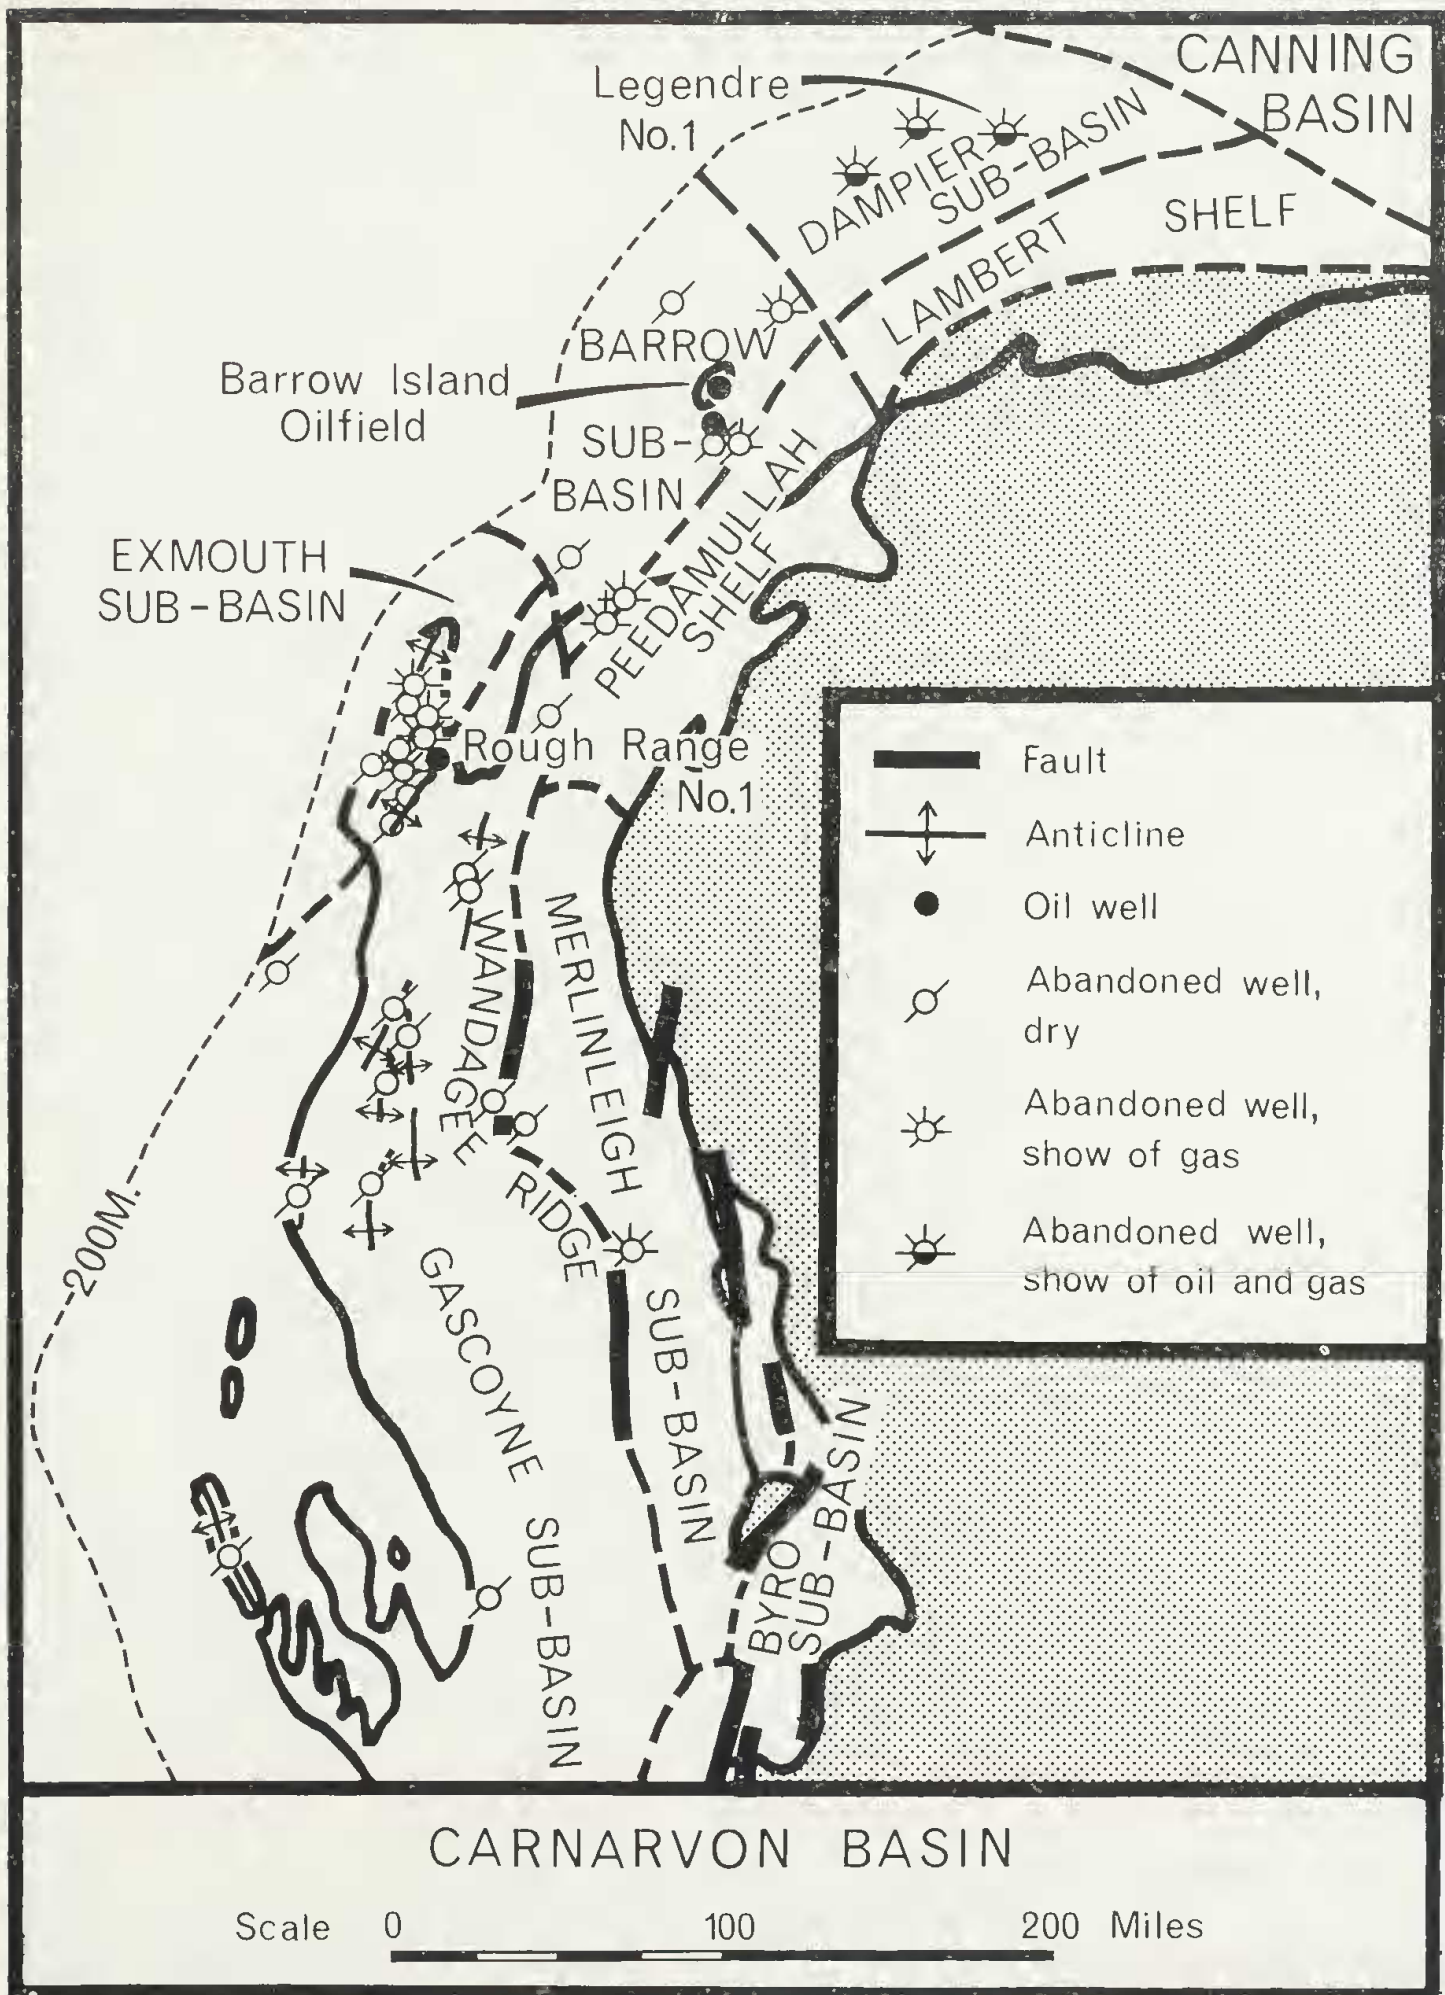 CANNING
BASIN
Legendre
No.1
DAMPIER
SUB-BASIN
LAMBERT SHELF
BARROW
SUB-
BASIN
Barrow Island
Oilfield
PEEDAMULLAH
SHELF
EXMOUTH
SUB-BASIN
Rough Range
No.1
WANDAGEE RIDGE
MERLINLEIGH SUB-BASIN
200M.
GASCOYNE SUB-BASIN
BYRO
SUB-BASIN
Fault
Anticline
Oil well
Abandoned well,
dry
Abandoned well,
show of gas
Abandoned well,
show of oil and gas
CARNARVON BASIN
Scale 0 100 200 Miles